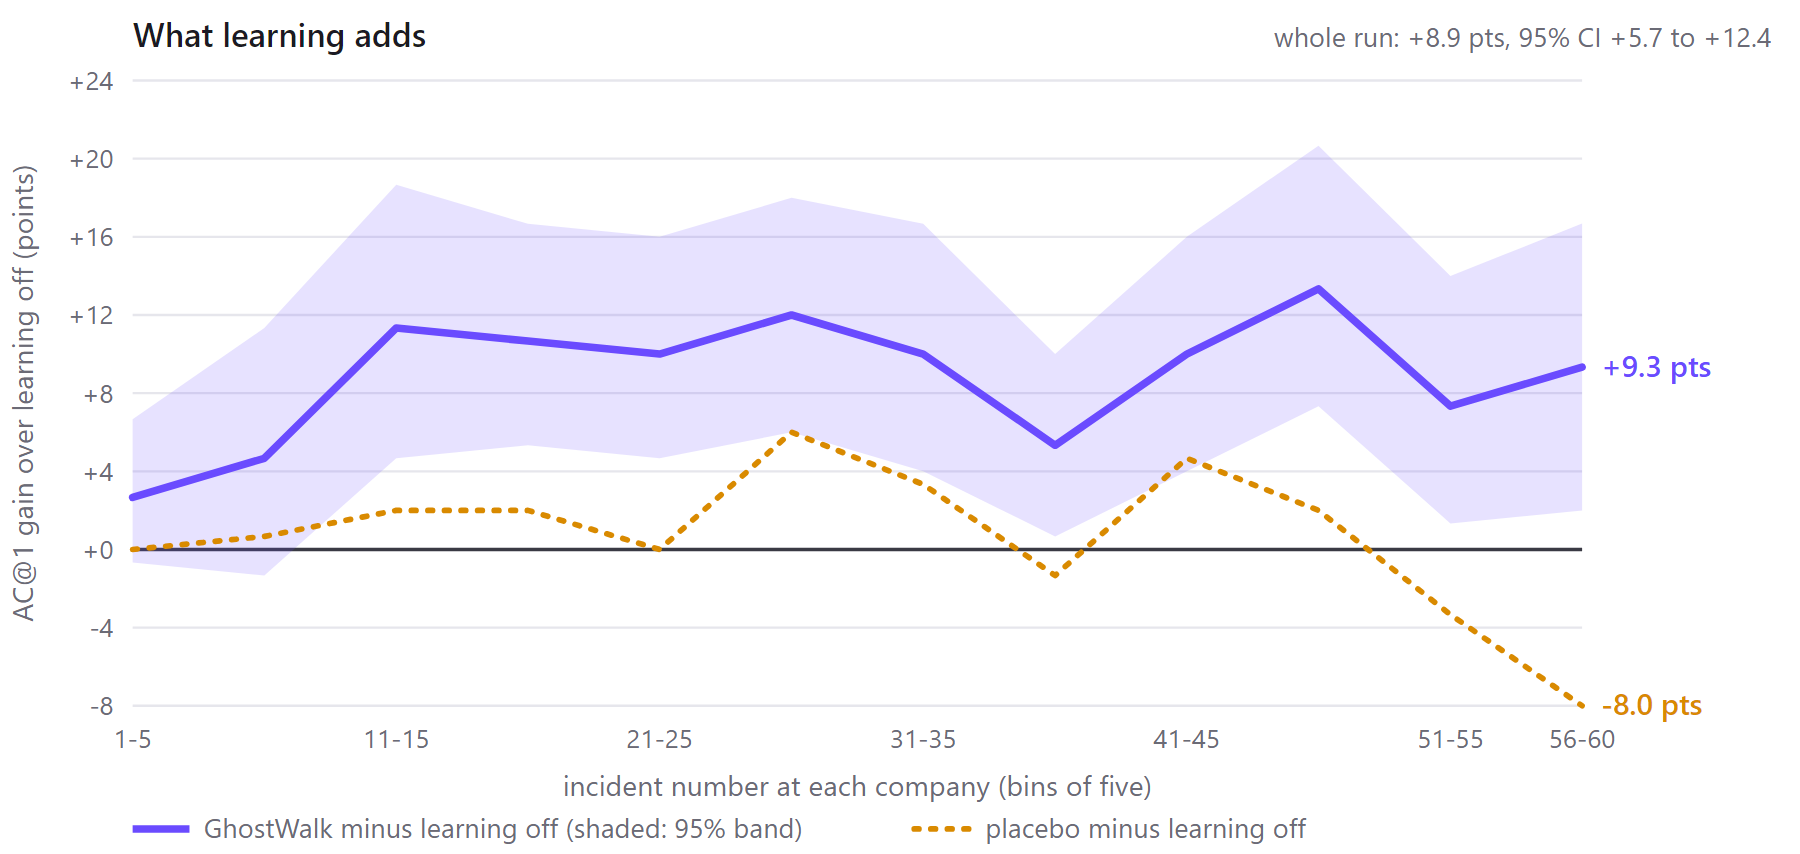 What learning adds
whole run: +8.9 pts, 95% CI +5.7 to +12.4
AC@1 gain over learning off (points)
+24
+20
+16
+12
+8
+4
+0
-4
-8
+9.3 pts
-8.0 pts
1-5
11-15
21-25
31-35
41-45
51-55
56-60
incident number at each company (bins of five)
GhostWalk minus learning off (shaded: 95% band)
placebo minus learning off